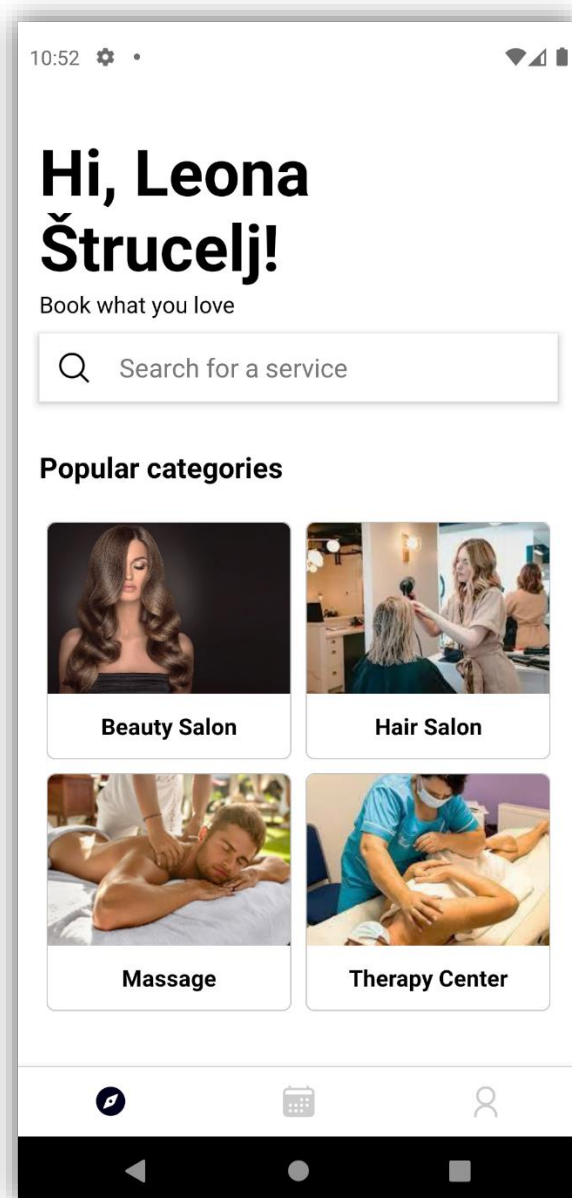 10:52
Hi, Leona
Štrucelj!
Book what you love
Search for a service
Popular categories
Beauty Salon
Hair Salon
Massage
Therapy Center